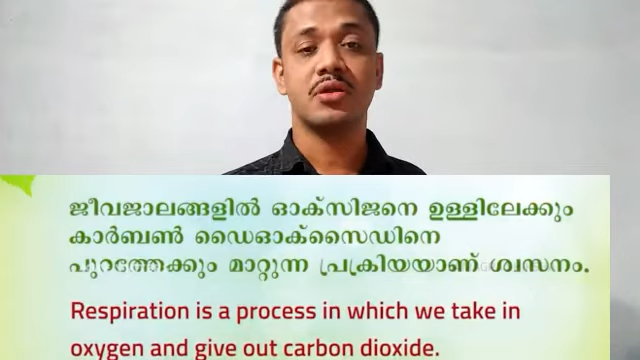 ജീവജാലങ്ങളിൽ ഓക്സിജനെ ഉള്ളിലേക്കും
കാർബൺ ഡൈഓക്സൈഡിനെ
പുറത്തേക്കും മാറ്റുന്ന പ്രക്രിയയാണ് ശ്വസനം.
Respiration is a process in which we take in
oxygen and give out carbon dioxide.